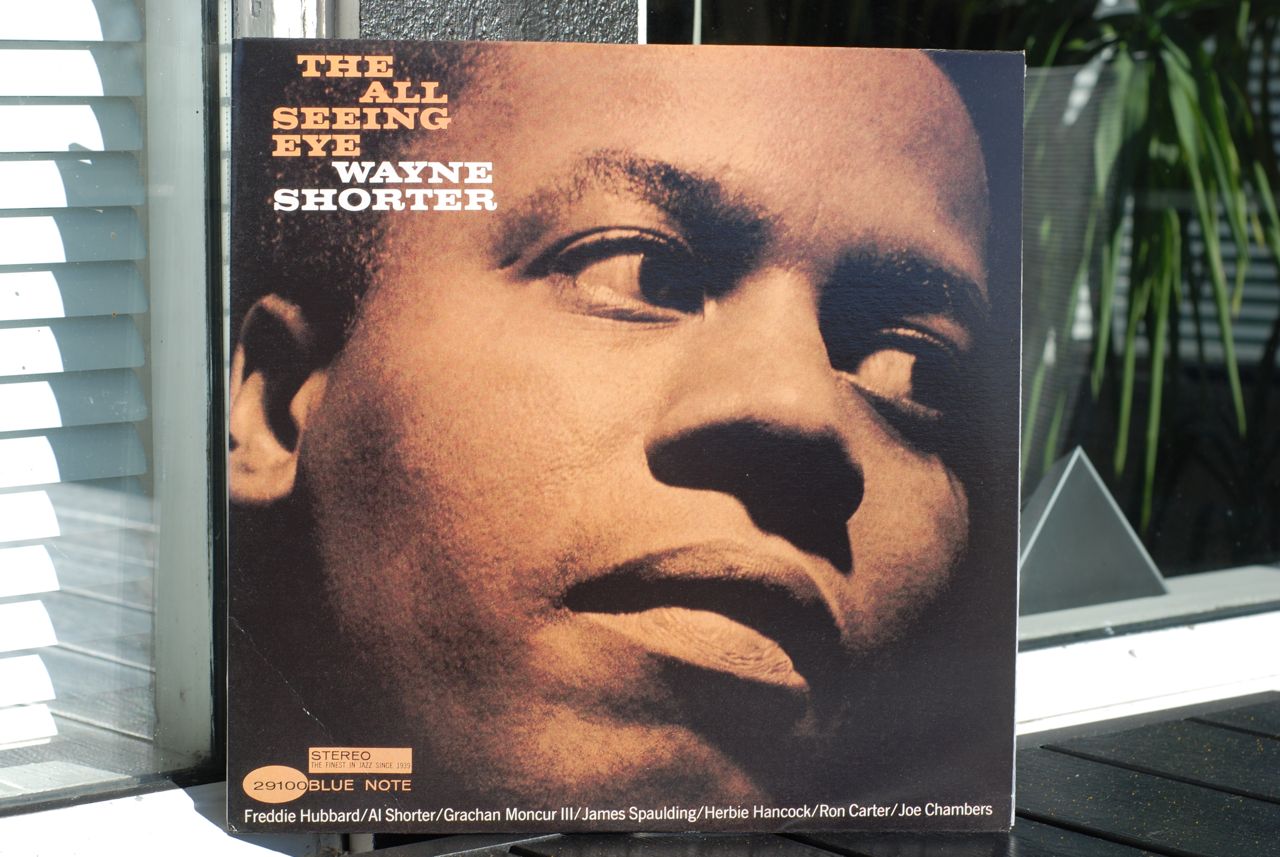 THE
ALL
SEEING
EYE
WAYNE
SHORTER
STEREO
THE FINEST IN JAZZ SINCE 1939
29100 BLUE NOTE
Freddie Hubbard/Al Shorter/Grachan Moncur III/James Spaulding/Herbie Hancock/Ron Carter/Joe Chambers